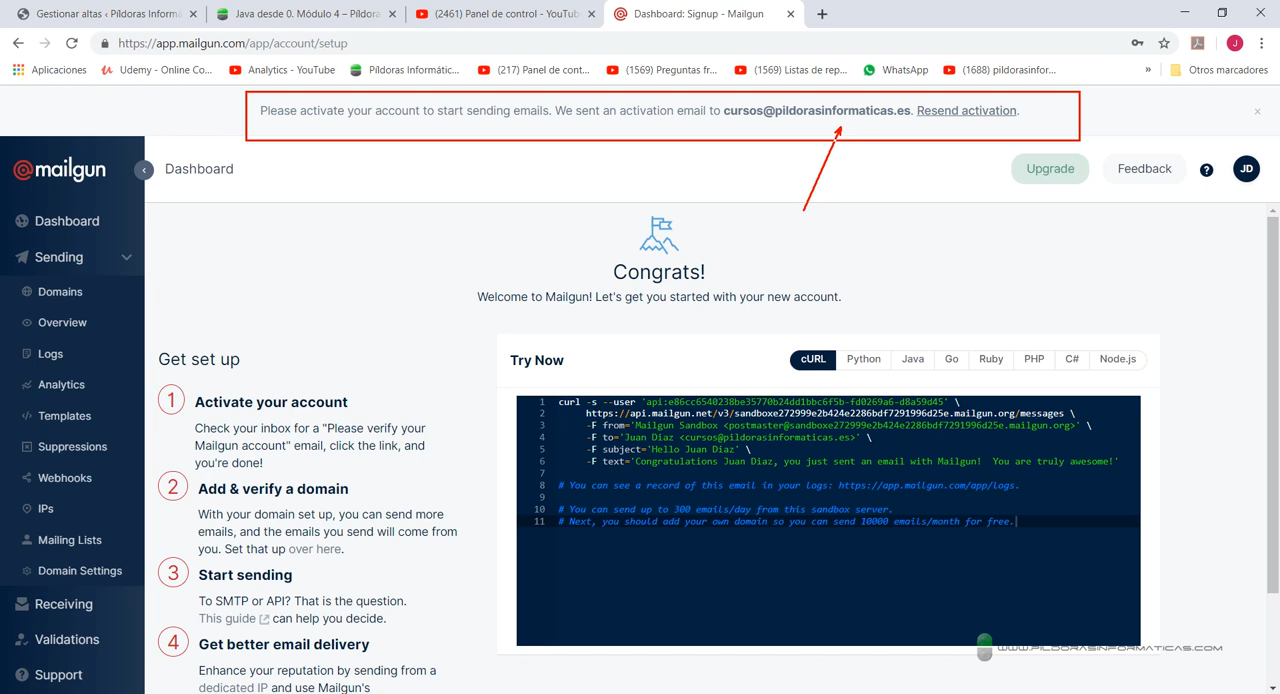 Gestionar altas ‹ Píldoras Informá
Java desde 0. Módulo 4 – Píldora
(2461) Panel de control - YouTub
Dashboard: Signup - Mailgun
https://app.mailgun.com/app/account/setup
J
Aplicaciones
Udemy - Online Co...
Analytics - YouTube
Píldoras Informátic...
(217) Panel de cont...
(1569) Preguntas fr...
(1569) Listas de rep...
WhatsApp
(1688) pildorasinfor...
»
Otros marcadores
Please activate your account to start sending emails. We sent an activation email to cursos@pildorasinformaticas.es. Resend activation.
mailgun
Dashboard
Upgrade
Feedback
?
JD
Dashboard
Sending
Domains
Overview
Logs
Analytics
Templates
Suppressions
Webhooks
IPs
Mailing Lists
Domain Settings
Receiving
Validations
Support
Congrats!
Welcome to Mailgun! Let's get you started with your new account.
Get set up
1 Activate your account
Check your inbox for a "Please verify your
Mailgun account" email, click the link, and
you're done!
2 Add & verify a domain
With your domain set up, you can send more
emails, and the emails you send will come from
you. Set that up over here.
3 Start sending
To SMTP or API? That is the question.
This guide can help you decide.
4 Get better email delivery
Enhance your reputation by sending from a
dedicated IP and use Mailgun's
Try Now
cURL Python Java Go Ruby PHP C# Node.js
1 curl -s --user 'api:e86cc6540238be35770b24dd1bbc6f5b-fd0269a6-d8a59d45' \
2 https://api.mailgun.net/v3/sandboxe272999e2b424e2286bdf7291996d25e.mailgun.org/messages \
3 -F from='Mailgun Sandbox <postmaster@sandboxe272999e2b424e2286bdf7291996d25e.mailgun.org>' \
4 -F to='Juan Diaz <cursos@pildorasinformaticas.es>' \
5 -F subject='Hello Juan Diaz' \
6 -F text='Congratulations Juan Diaz, you just sent an email with Mailgun!  You are truly awesome!'
7
8 # You can see a record of this email in your logs: https://app.mailgun.com/app/logs.
9
10 # You can send up to 300 emails/day from this sandbox server.
11 # Next, you should add your own domain so you can send 10000 emails/month for free.
WWW.PILDORASINFORMATICAS.COM